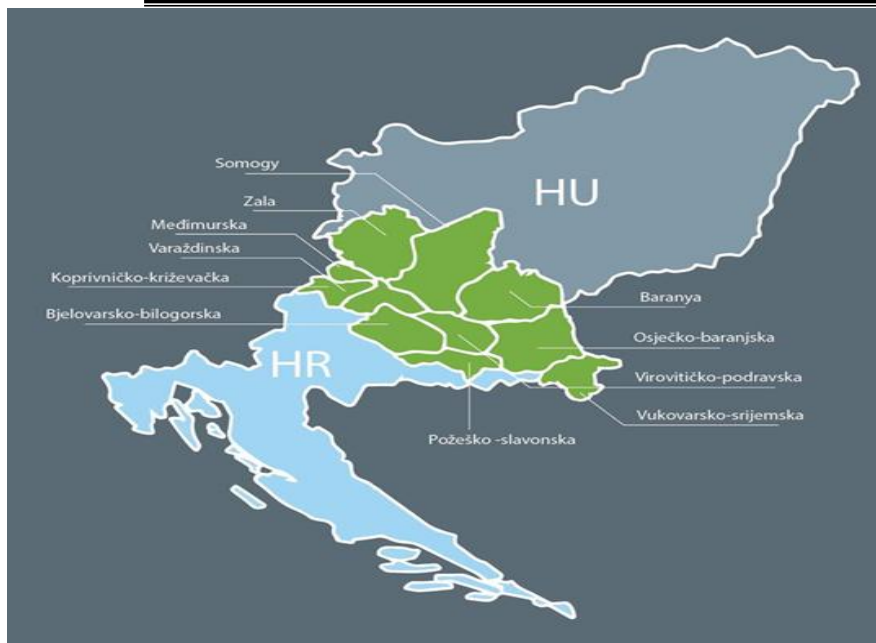 Somogy
HU
Zala
Međimurska
Varaždinska
Koprivničko-križevačka
Baranya
Bjelovarsko-bilogorska
Osječko-baranjska
HR
Virovitičko-podravska
Vukovarsko-srijemska
Požeško -slavonska